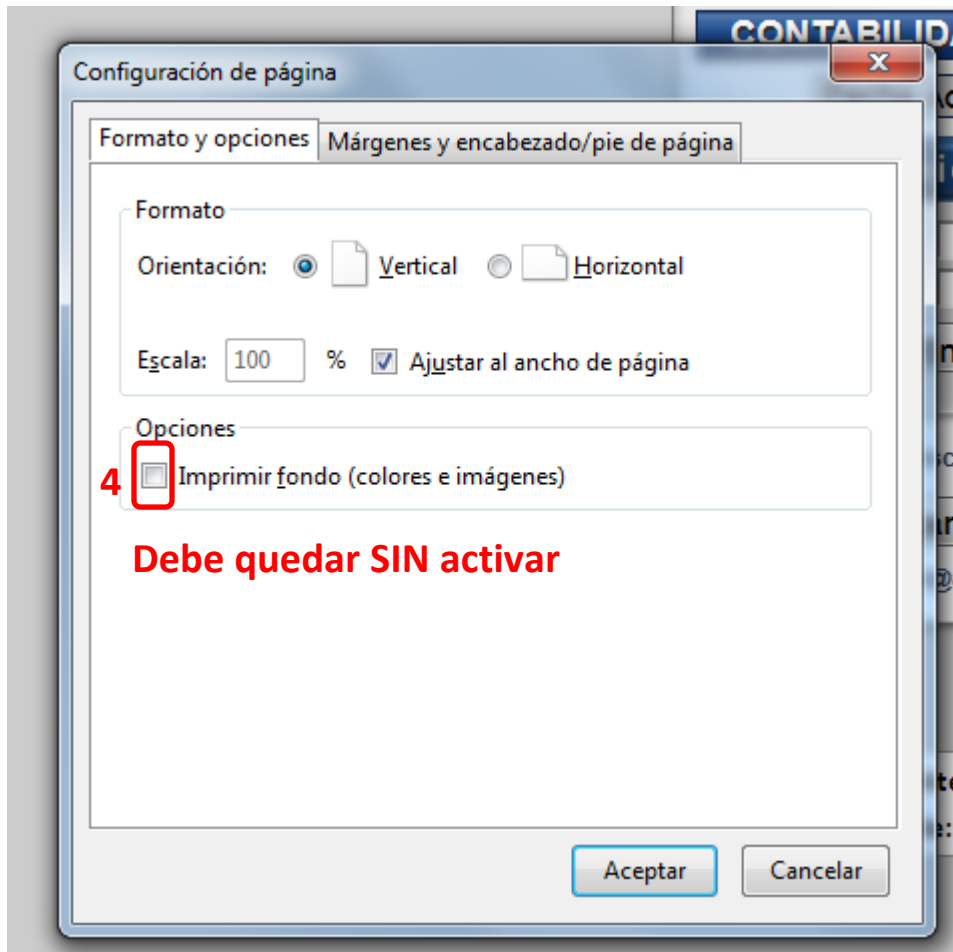 CONTABILID
Configuración de página
Formato y opciones
Márgenes y encabezado/pie de página
Formato
Orientación: Vertical Horizontal
Escala: 100 % Ajustar al ancho de página
Opciones
4 Imprimir fondo (colores e imágenes)
Debe quedar SIN activar
Aceptar Cancelar